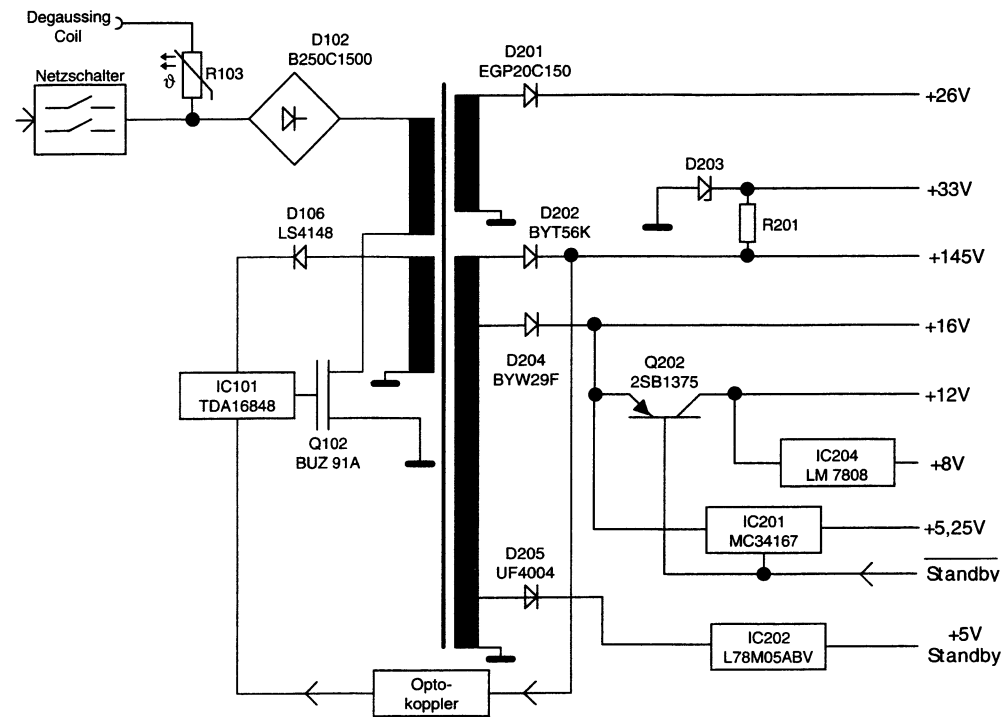 Degaussing
Coil
D102
B250C1500
D201
EGP20C150
R103
ϑ
Netzschalter
+26V
D203
+33V
D106
LS4148
D202
BYT56K
R201
+145V
+16V
D204
BYW29F
Q202
2SB1375
IC101
TDA16848
+12V
Q102
BUZ 91A
IC204
LM 7808
+8V
IC201
MC34167
+5,25V
D205
UF4004
Standby
IC202
L78M05ABV
+5V
Standby
Opto-
koppler